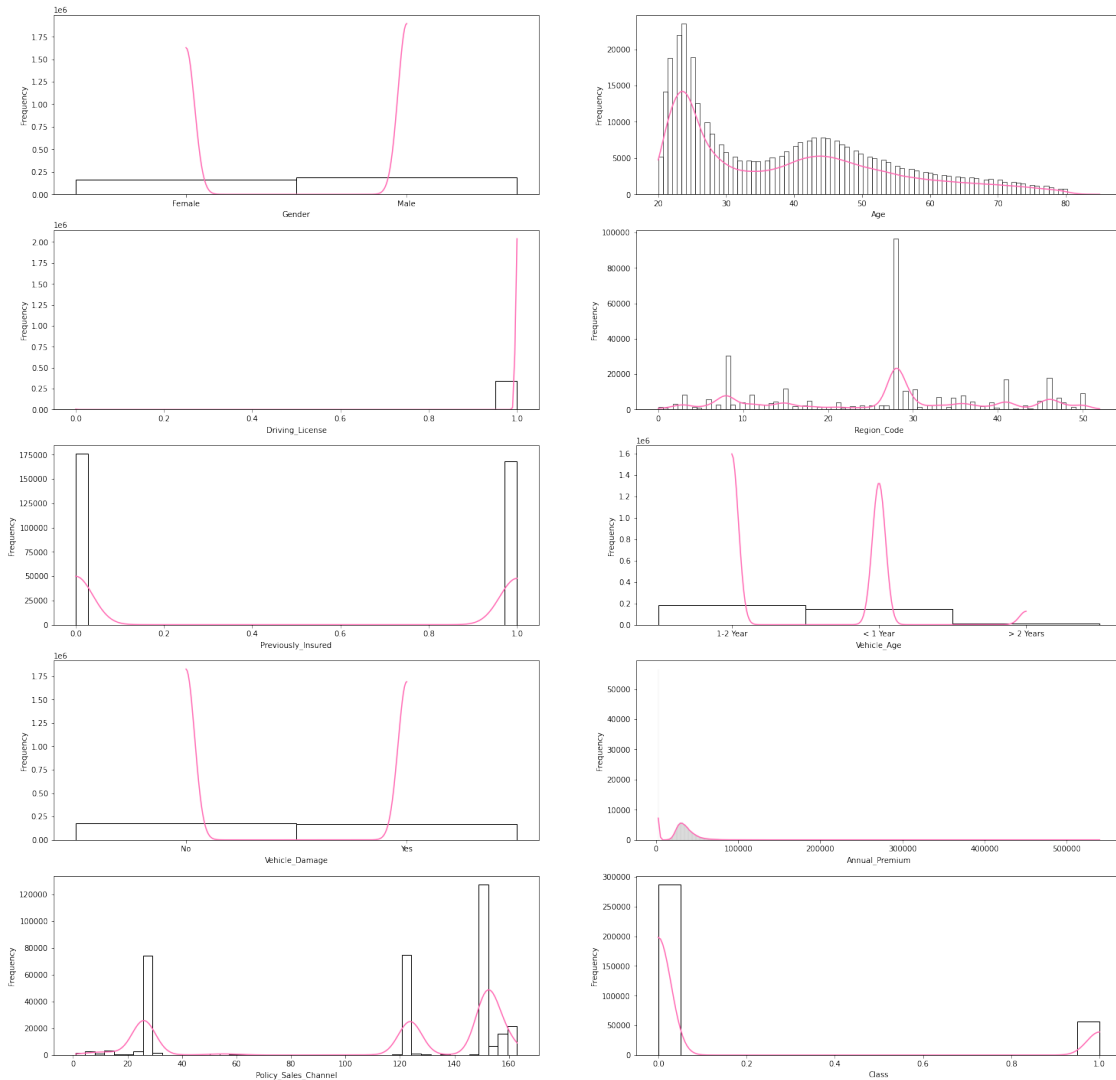 1e6
1.75
1.50
1.25
1.00
0.75
0.50
0.25
0.00
Frequency
Female Male
Gender
20000
15000
10000
5000
0
Frequency
20 30 40 50 60 70 80
Age
1e6
2.00
1.75
1.50
1.25
1.00
0.75
0.50
0.25
0.00
Frequency
0.0 0.2 0.4 0.6 0.8 1.0
Driving_License
100000
80000
60000
40000
20000
0
Frequency
0 10 20 30 40 50
Region_Code
175000
150000
125000
100000
75000
50000
25000
0
Frequency
0.0 0.2 0.4 0.6 0.8 1.0
Previously_Insured
1e6
1.6
1.4
1.2
1.0
0.8
0.6
0.4
0.2
0.0
Frequency
1-2 Year < 1 Year > 2 Years
Vehicle_Age
1e6
1.75
1.50
1.25
1.00
0.75
0.50
0.25
0.00
Frequency
No Yes
Vehicle_Damage
50000
40000
30000
20000
10000
0
Frequency
0 100000 200000 300000 400000 500000
Annual_Premium
120000
100000
80000
60000
40000
20000
0
Frequency
0 20 40 60 80 100 120 140 160
Policy_Sales_Channel
300000
250000
200000
150000
100000
50000
0
Frequency
0.0 0.2 0.4 0.6 0.8 1.0
Class